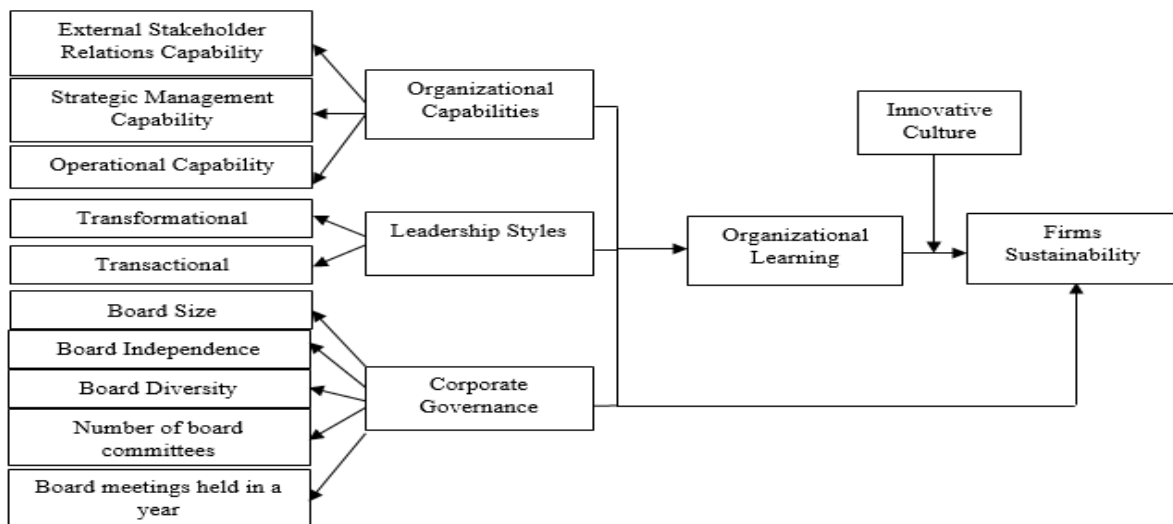 External Stakeholder
Relations Capability
Strategic Management
Capability
Operational Capability
Transformational
Transactional
Board Size
Board Independence
Board Diversity
Number of board
committees
Board meetings held in a
year
Organizational
Capabilities
Leadership Styles
Corporate
Governance
Organizational
Learning
Innovative
Culture
Firms
Sustainability